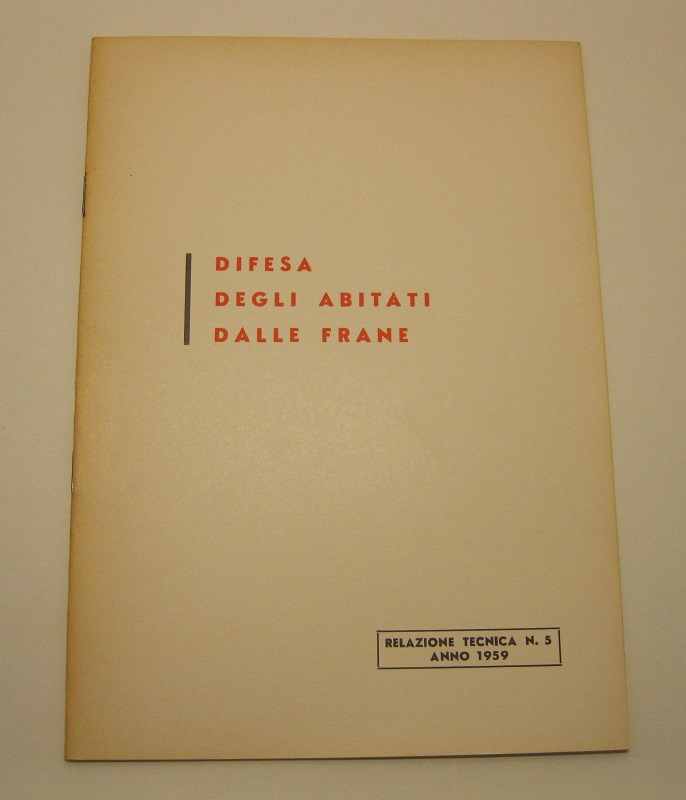 DIFESA
DEGLI ABITATI
DALLE FRANE
RELAZIONE TECNICA N. 5
ANNO 1959